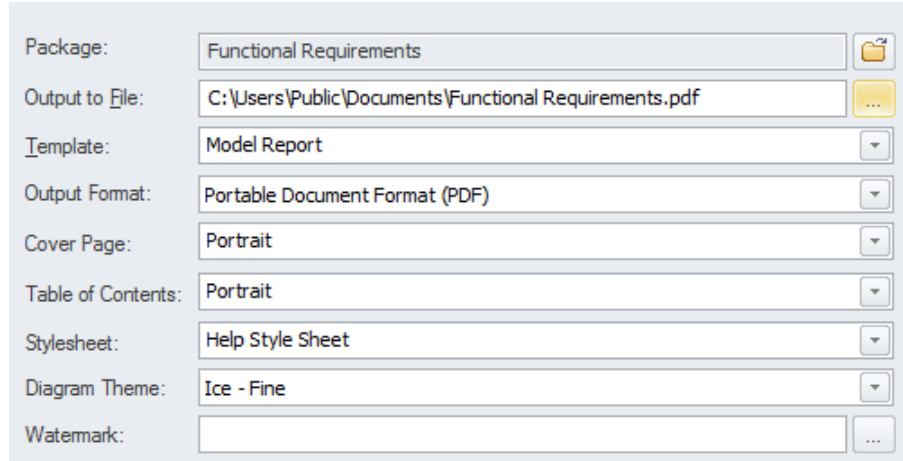 Package: Functional Requirements
Output to File: C:\Users\Public\Documents\Functional Requirements.pdf ...
Template: Model Report
Output Format: Portable Document Format (PDF)
Cover Page: Portrait
Table of Contents: Portrait
Stylesheet: Help Style Sheet
Diagram Theme: Ice - Fine
Watermark: ...